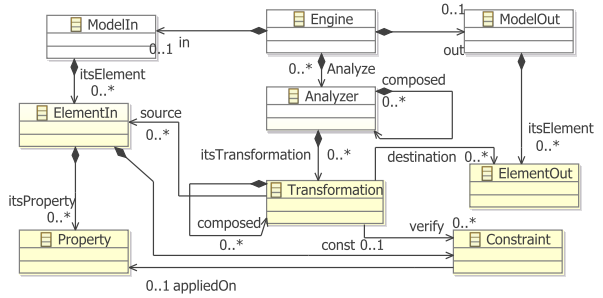 ModelIn
Engine
0..1
ModelOut
0..1 in
out
itsElement
0..*
0..* Analyze
composed
0..*
Analyzer
ElementIn
source
0..*
itsTransformation 0..*
itsElement
0..*
destination 0..*
ElementOut
itsProperty
0..*
Transformation
composed
0..*
verify 0..*
const 0..1
Property
Constraint
0..1 appliedOn